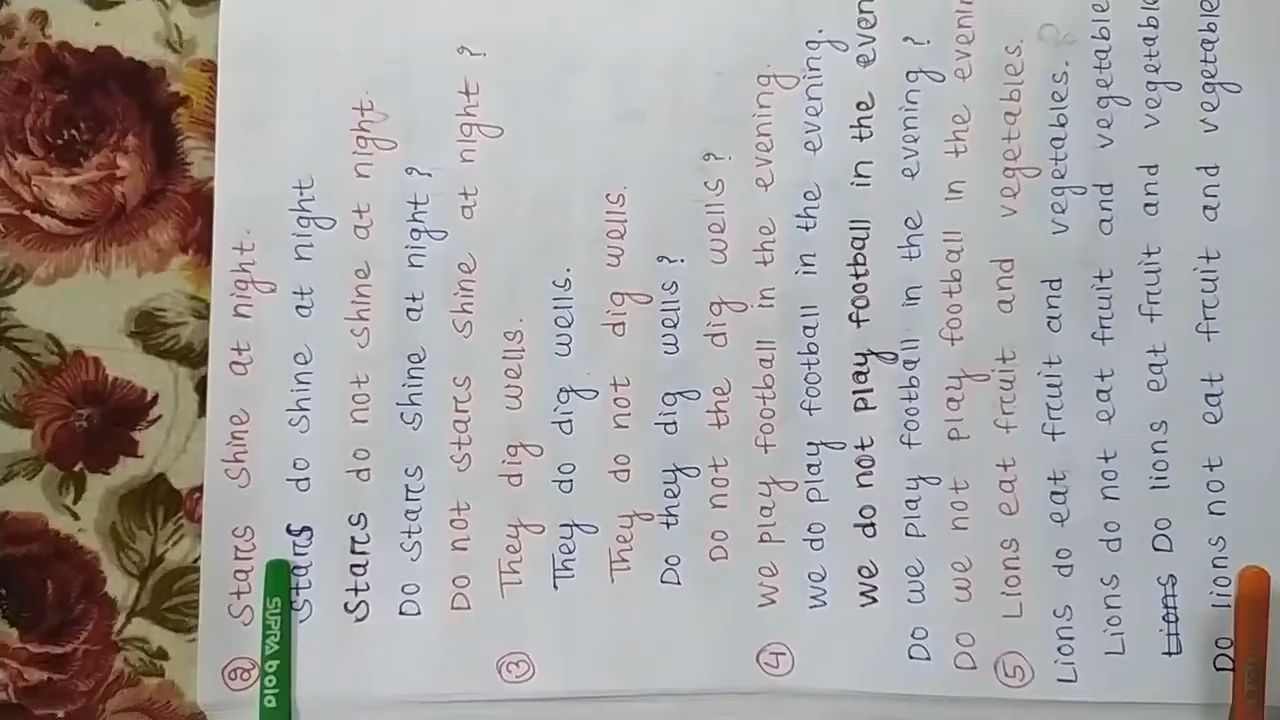 ② Stars shine at night.
Stars do shine at night
Stars do not shine at night.
Do stars shine at night?
Do not stars shine at night?
③ They dig wells.
They do dig wells.
They do not dig wells.
Do they dig wells?
Do not the dig wells?
④ We play football in the evening.
we do play football in the evening.
we do not play football in the even
Do we play football in the evening?
Do we not play football in the evenin
⑤ Lions eat fruit and vegetables.
Lions do eat fruit and vegetables.
Lions do not eat fruit and vegetable
Lions Do lions eat fruit and vegetable
Do lions not eat fruit and vegetable
SUPRA 6010